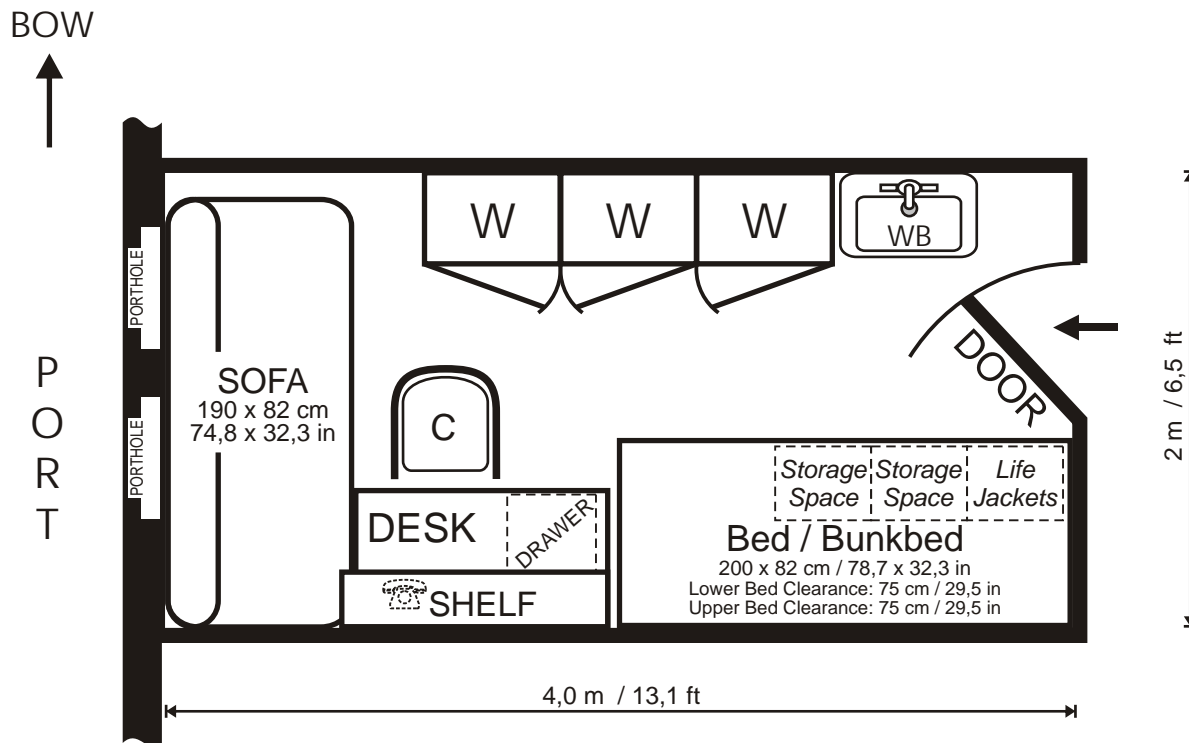 BOW
PORT
PORTHOLE
PORTHOLE
SOFA
190 x 82 cm
74,8 x 32,3 in
W
W
W
WB
DOOR
C
DESK
DRAWER
SHELF
Storage
Space
Storage
Space
Life
Jackets
Bed / Bunkbed
200 x 82 cm / 78,7 x 32,3 in
Lower Bed Clearance: 75 cm / 29,5 in
Upper Bed Clearance: 75 cm / 29,5 in
2 m / 6,5 ft
4,0 m / 13,1 ft